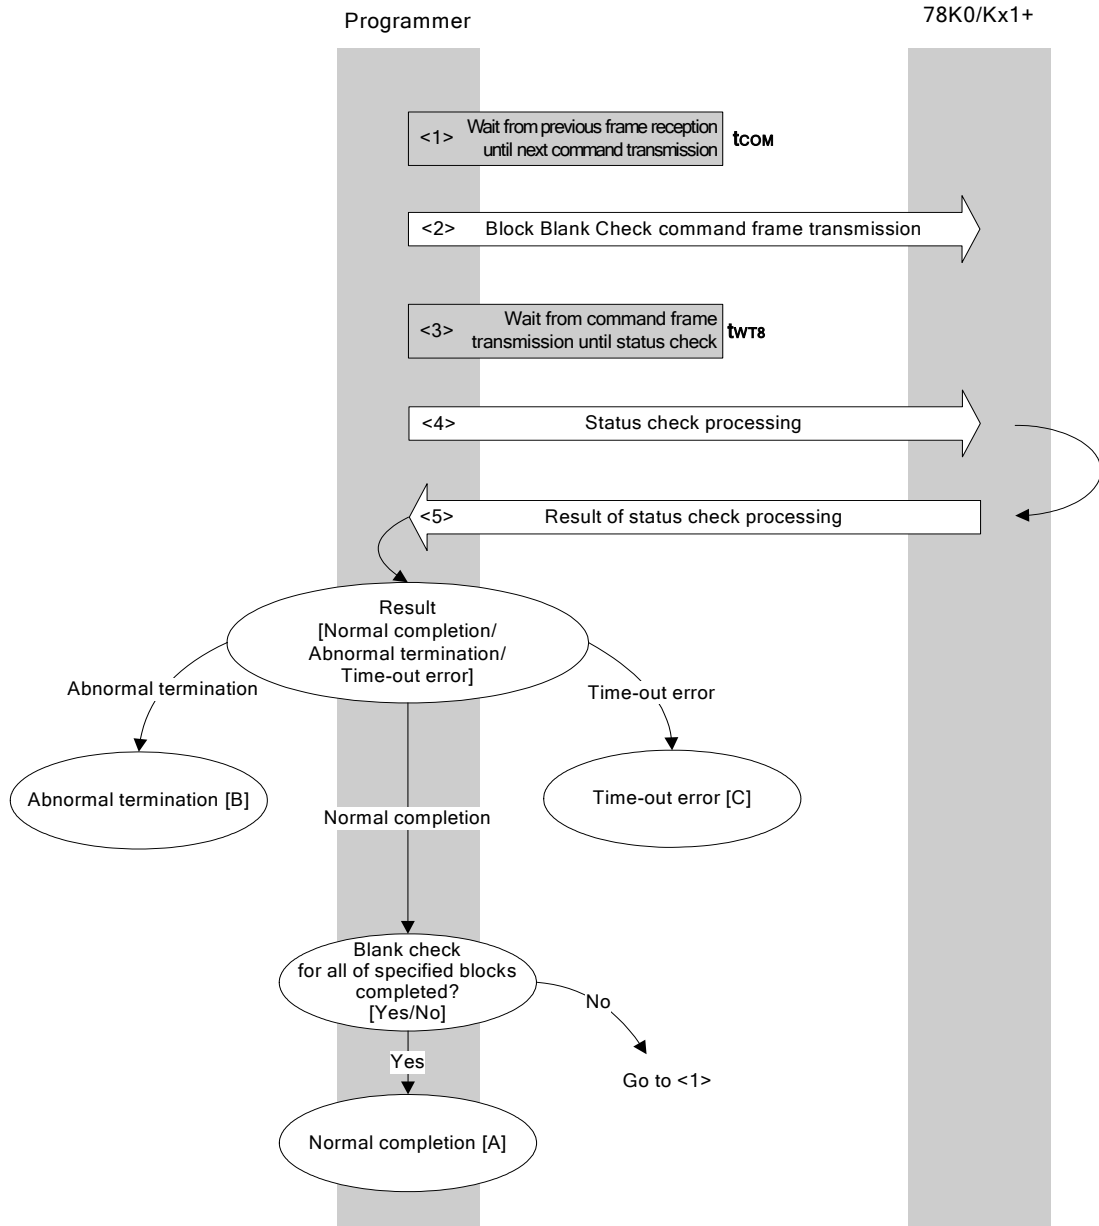 Programmer
78K0/Kx1+
<1> Wait from previous frame reception
until next command transmission
tCOM
<2> Block Blank Check command frame transmission
<3> Wait from command frame
transmission until status check
tWT8
<4> Status check processing
<5> Result of status check processing
Result
[Normal completion/
Abnormal termination/
Time-out error]
Abnormal termination
Time-out error
Abnormal termination [B]
Time-out error [C]
Normal completion
Blank check
for all of specified blocks
completed?
[Yes/No]
No
Yes
Go to <1>
Normal completion [A]